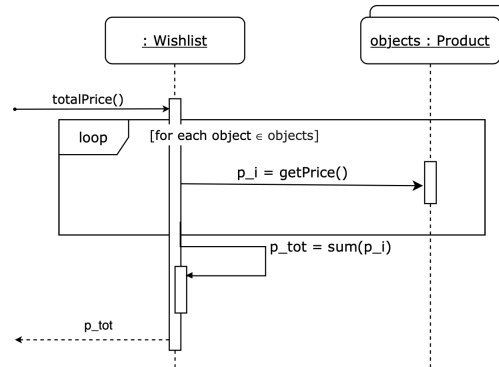 : Wishlist
objects : Product
totalPrice()
loop
[for each object ∈ objects]
p_i = getPrice()
p_tot = sum(p_i)
p_tot